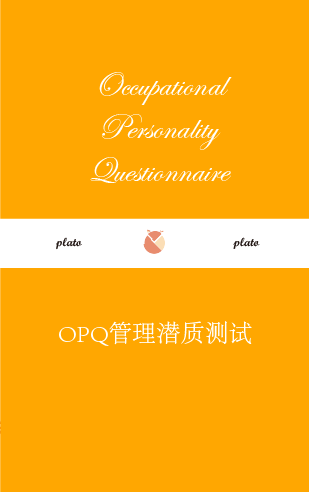 Occupational
Personality
Questionnaire
plato plato
OPQ管理潜质测试